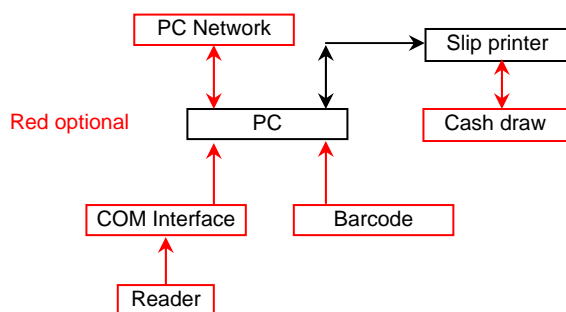 PC Network
Slip printer
Red optional
PC
Cash draw
COM Interface
Barcode
Reader